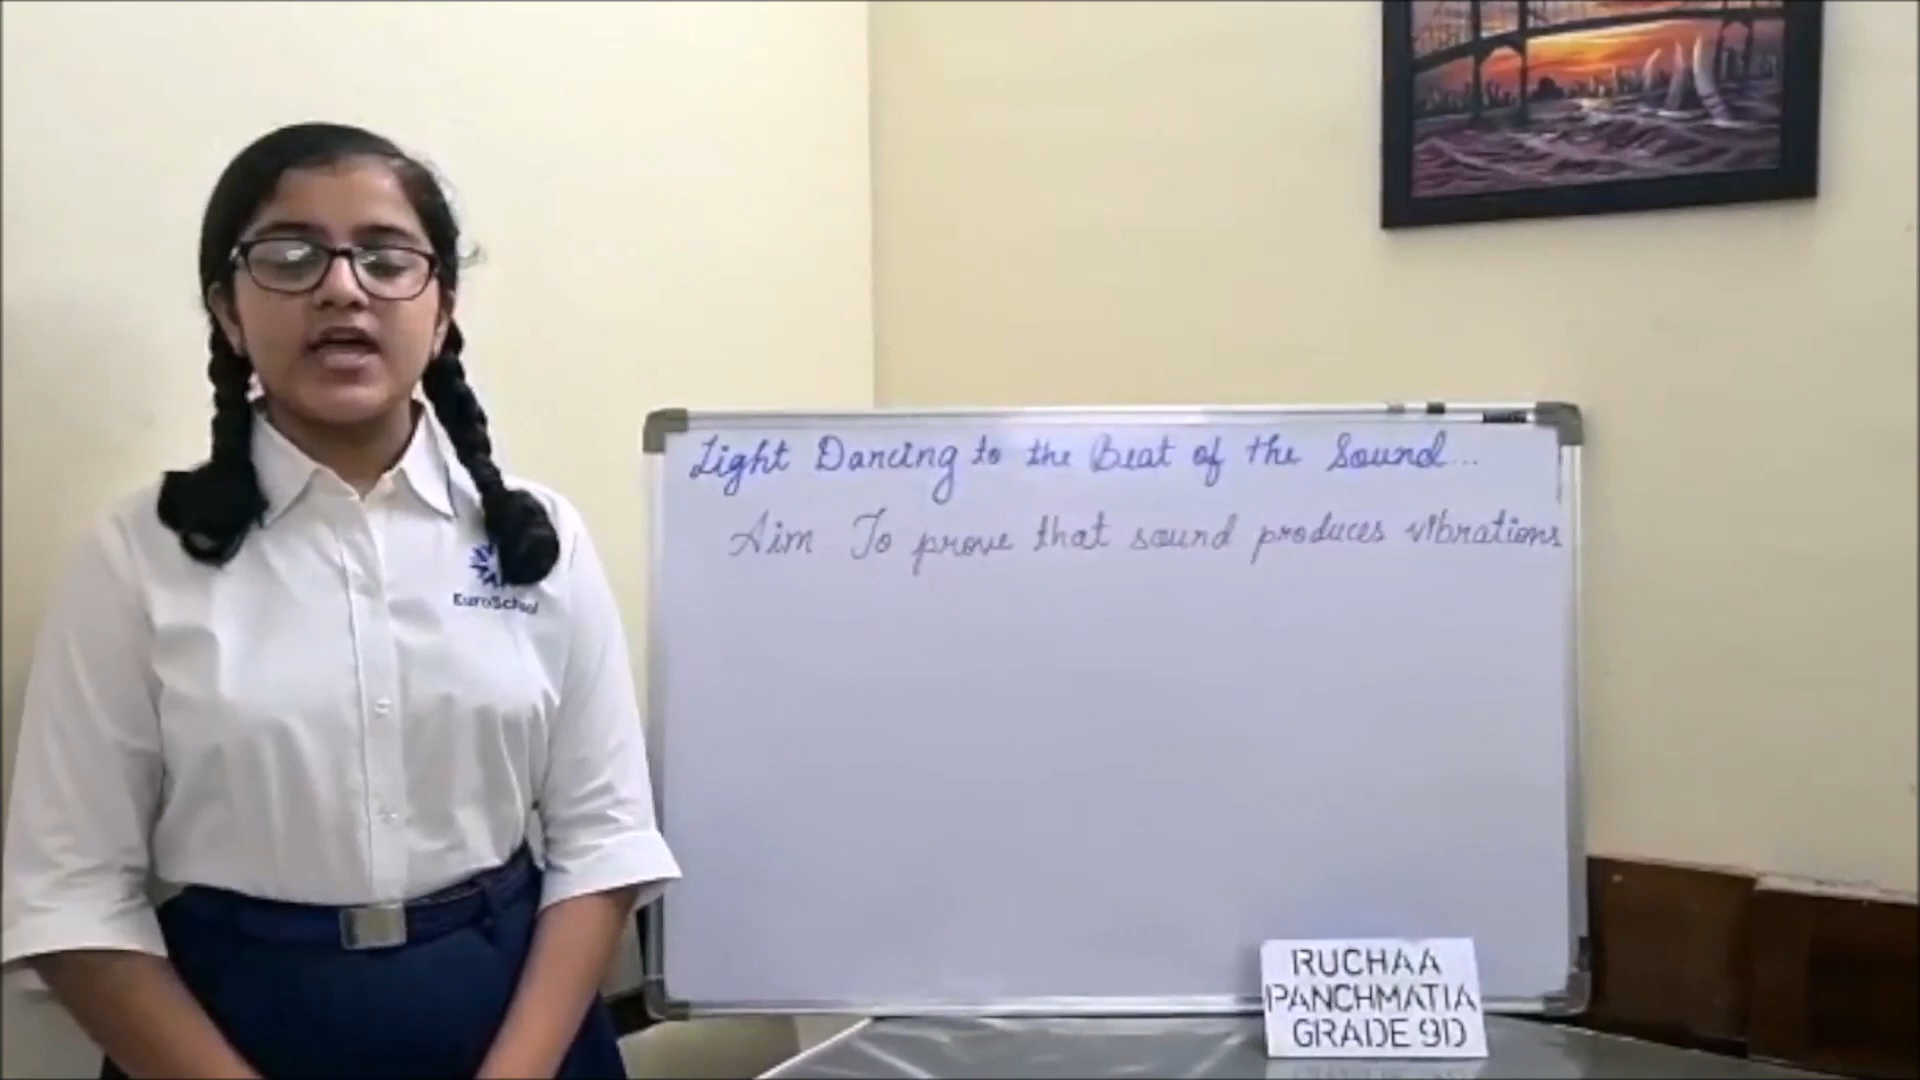 Light Dancing to the Beat of the Sound...
Aim : To prove that sound produces vibrations
EuroSchool
RUCHAA
PANCHMATIA
GRADE 9D